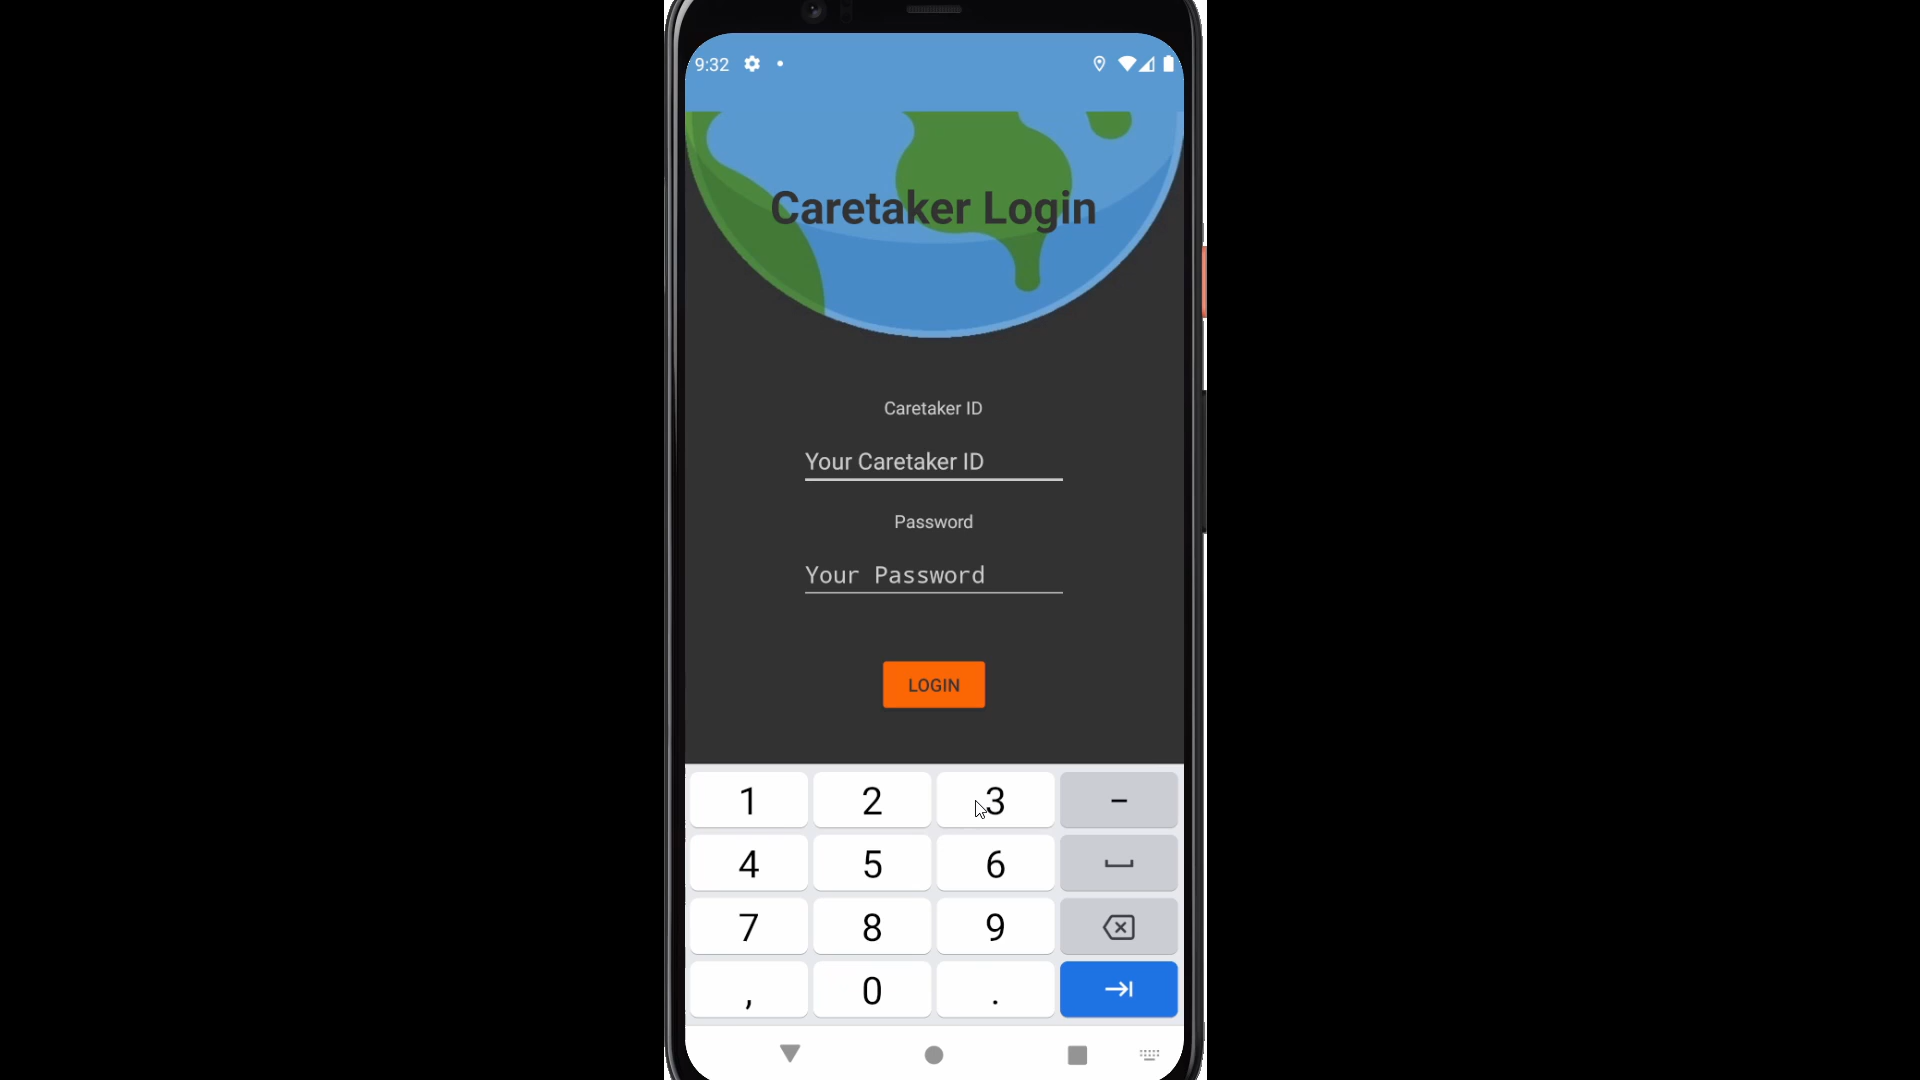 9:32
Caretaker Login
Caretaker ID
Your Caretaker ID
Password
Your Password
LOGIN
1 2 3 -
4 5 6
7 8 9
, 0 .